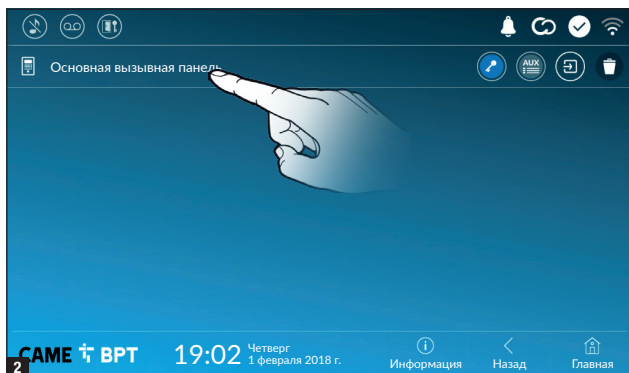 Основная вызывная панель
AUX
2
CAME BPT
19:02
Четверг
1 февраля 2018 г.
Информация
Назад
Главная